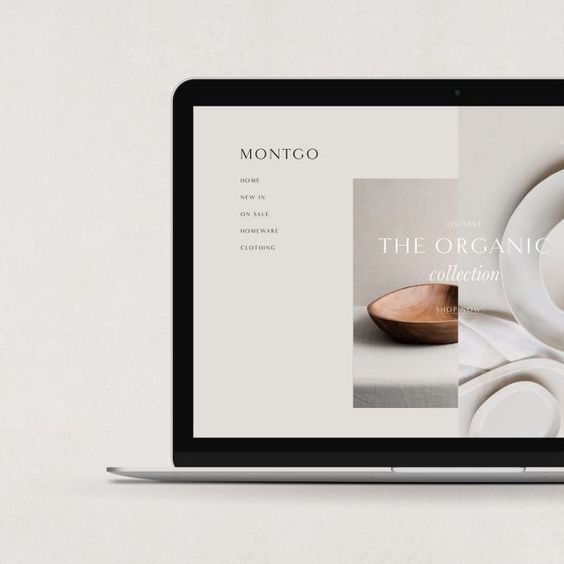 MONTGO
HOME
NEW IN
ON SALE
HOMEWARE
CLOTHING
ON SALE
THE ORGANIC
collection
SHOP NOW